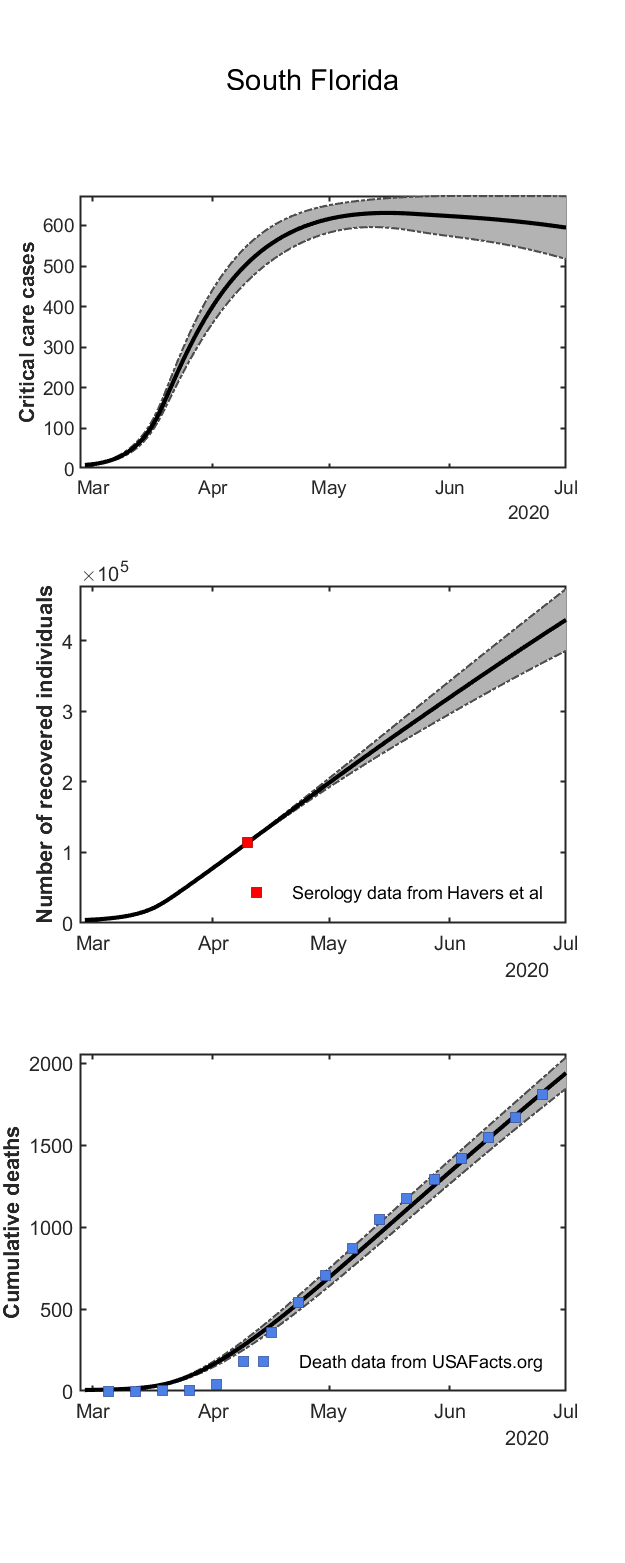 South Florida
Critical care cases
600
500
400
300
200
100
0
Mar Apr May Jun Jul
2020
×10^5
Number of recovered individuals
4
3
2
1
0
Serology data from Havers et al
Mar Apr May Jun Jul
2020
Cumulative deaths
2000
1500
1000
500
0
Death data from USAFacts.org
Mar Apr May Jun Jul
2020